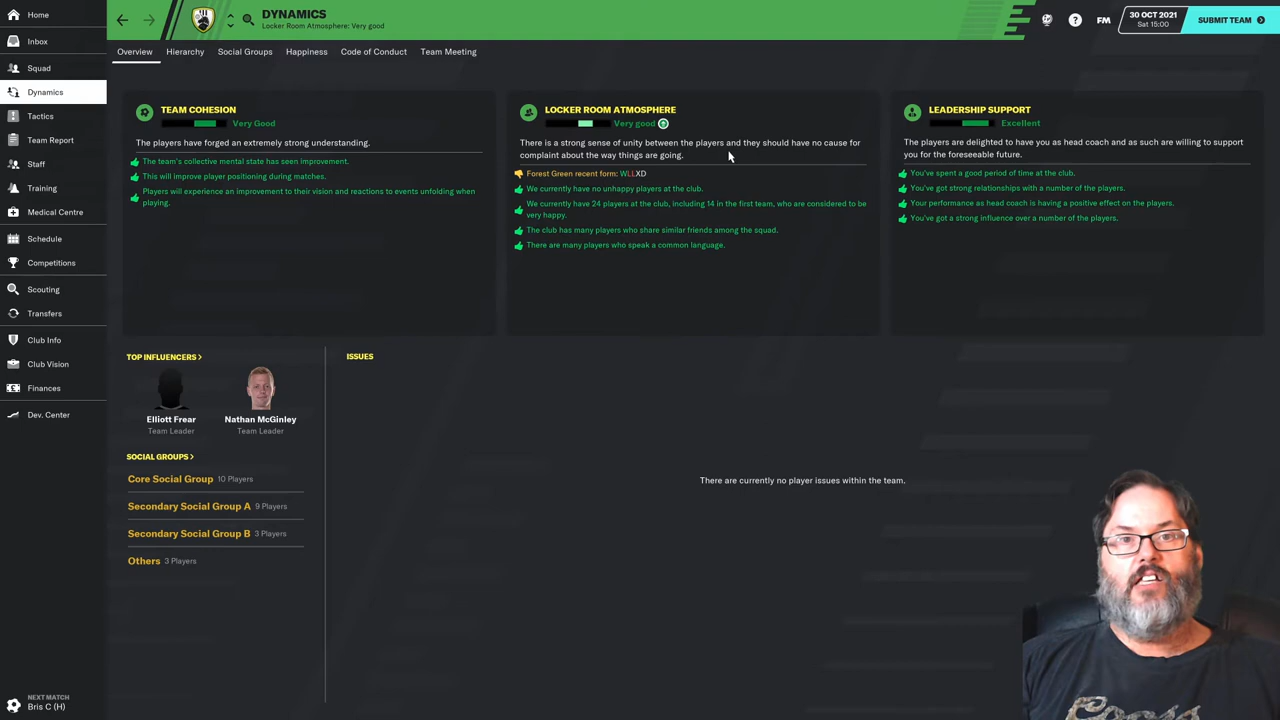 Home
Inbox
Squad
Dynamics
Tactics
Team Report
Staff
Training
Medical Centre
Schedule
Competitions
Scouting
Transfers
Club Info
Club Vision
Finances
Dev. Center
NEXT MATCH
Bris C (H)
DYNAMICS
Locker Room Atmosphere: Very good
FM
30 OCT 2021
Sat 15:00
SUBMIT TEAM
Overview
Hierarchy
Social Groups
Happiness
Code of Conduct
Team Meeting
TEAM COHESION
Very Good
The players have forged an extremely strong understanding.
The team's collective mental state has seen improvement.
This will improve player positioning during matches.
Players will experience an improvement to their vision and reactions to events unfolding when
playing.
LOCKER ROOM ATMOSPHERE
Very good
There is a strong sense of unity between the players and they should have no cause for
complaint about the way things are going.
Forest Green recent form: WLLXD
We currently have no unhappy players at the club.
We currently have 24 players at the club, including 14 in the first team, who are considered to be
very happy.
The club has many players who share similar friends among the squad.
There are many players who speak a common language.
LEADERSHIP SUPPORT
Excellent
The players are delighted to have you as head coach and as such are willing to support
you for the foreseeable future.
You've spent a good period of time at the club.
You've got strong relationships with a number of the players.
Your performance as head coach is having a positive effect on the players.
You've got a strong influence over a number of the players.
TOP INFLUENCERS >
Elliott Frear
Team Leader
Nathan McGinley
Team Leader
SOCIAL GROUPS >
Core Social Group 10 Players
Secondary Social Group A 9 Players
Secondary Social Group B 3 Players
Others 3 Players
ISSUES
There are currently no player issues within the team.